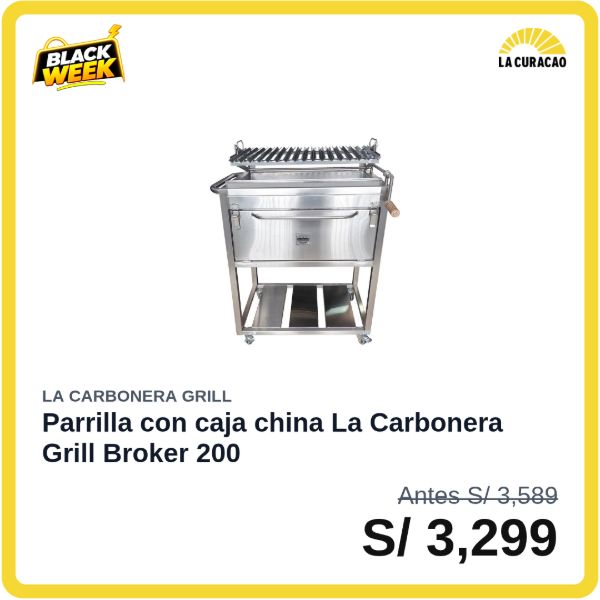 BLACK
WEEK
LA CURACAO
LA CARBONERA GRILL
Parrilla con caja china La Carbonera
Grill Broker 200
Antes S/ 3,589
S/ 3,299